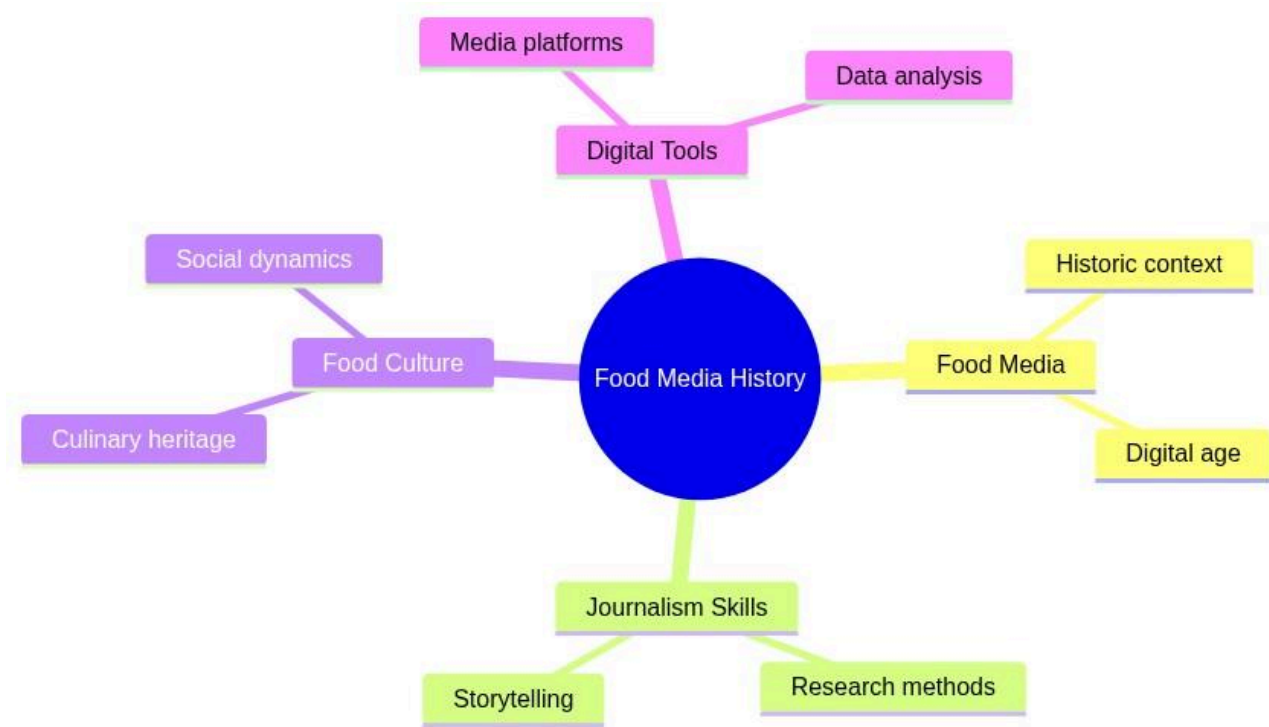 Media platforms
Data analysis
Digital Tools
Social dynamics
Historic context
Food Culture
Food Media History
Food Media
Culinary heritage
Digital age
Journalism Skills
Storytelling
Research methods